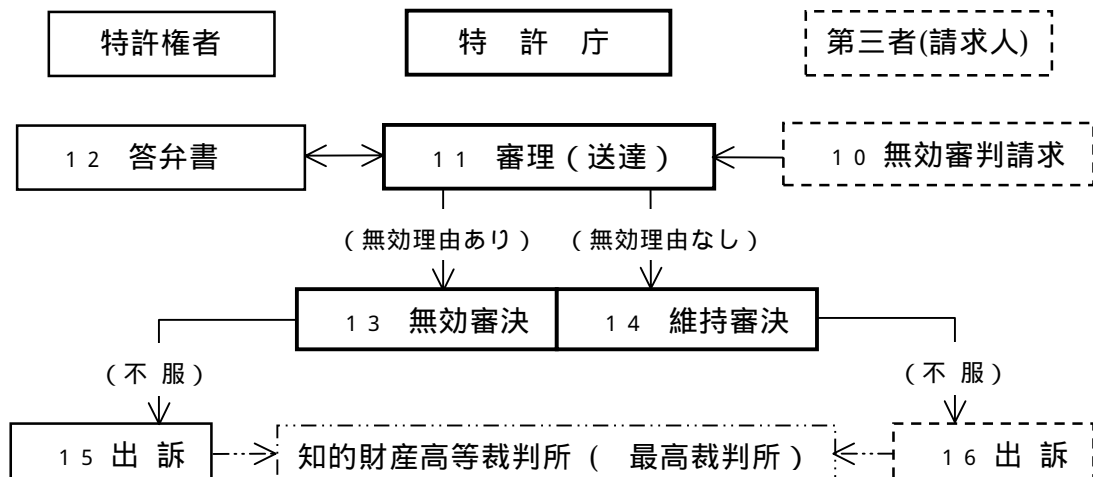 特許権者 特 許 庁 第三者(請求人)
12 答弁書 11 審理(送達) 10 無効審判請求
(無効理由あり) (無効理由なし)
13 無効審決 14 維持審決
(不 服) (不 服)
15 出 訴 知的財産高等裁判所( 最高裁判所) 16 出 訴